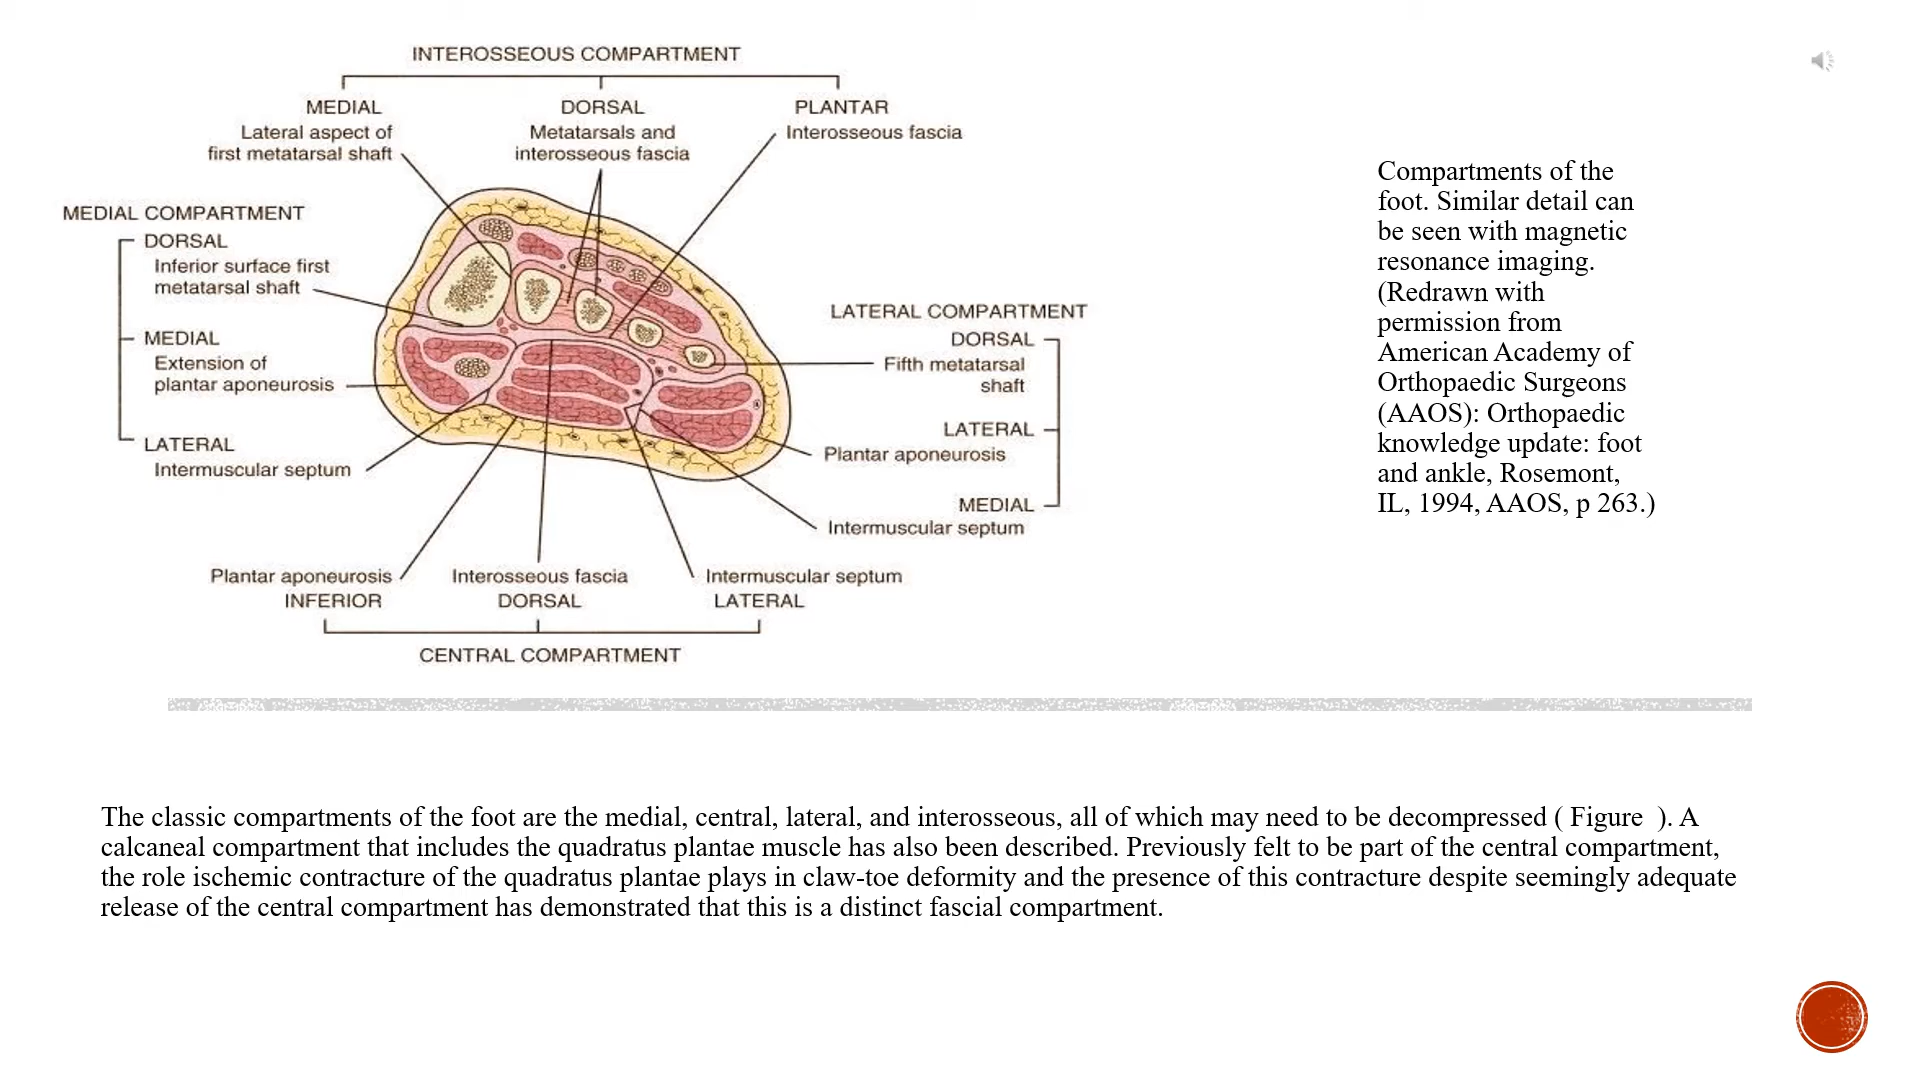 INTEROSSEOUS COMPARTMENT
MEDIAL
Lateral aspect of
first metatarsal shaft
DORSAL
Metatarsals and
interosseous fascia
PLANTAR
Interosseous fascia
MEDIAL COMPARTMENT
DORSAL
Inferior surface first
metatarsal shaft
MEDIAL
Extension of
plantar aponeurosis
LATERAL
Intermuscular septum
LATERAL COMPARTMENT
DORSAL
Fifth metatarsal
shaft
LATERAL
Plantar aponeurosis
MEDIAL
Intermuscular septum
Plantar aponeurosis
INFERIOR
Interosseous fascia
DORSAL
Intermuscular septum
LATERAL
CENTRAL COMPARTMENT
Compartments of the
foot. Similar detail can
be seen with magnetic
resonance imaging.
(Redrawn with
permission from
American Academy of
Orthopaedic Surgeons
(AAOS): Orthopaedic
knowledge update: foot
and ankle, Rosemont,
IL, 1994, AAOS, p 263.)
The classic compartments of the foot are the medial, central, lateral, and interosseous, all of which may need to be decompressed ( Figure  ). A
calcaneal compartment that includes the quadratus plantae muscle has also been described. Previously felt to be part of the central compartment,
the role ischemic contracture of the quadratus plantae plays in claw-toe deformity and the presence of this contracture despite seemingly adequate
release of the central compartment has demonstrated that this is a distinct fascial compartment.